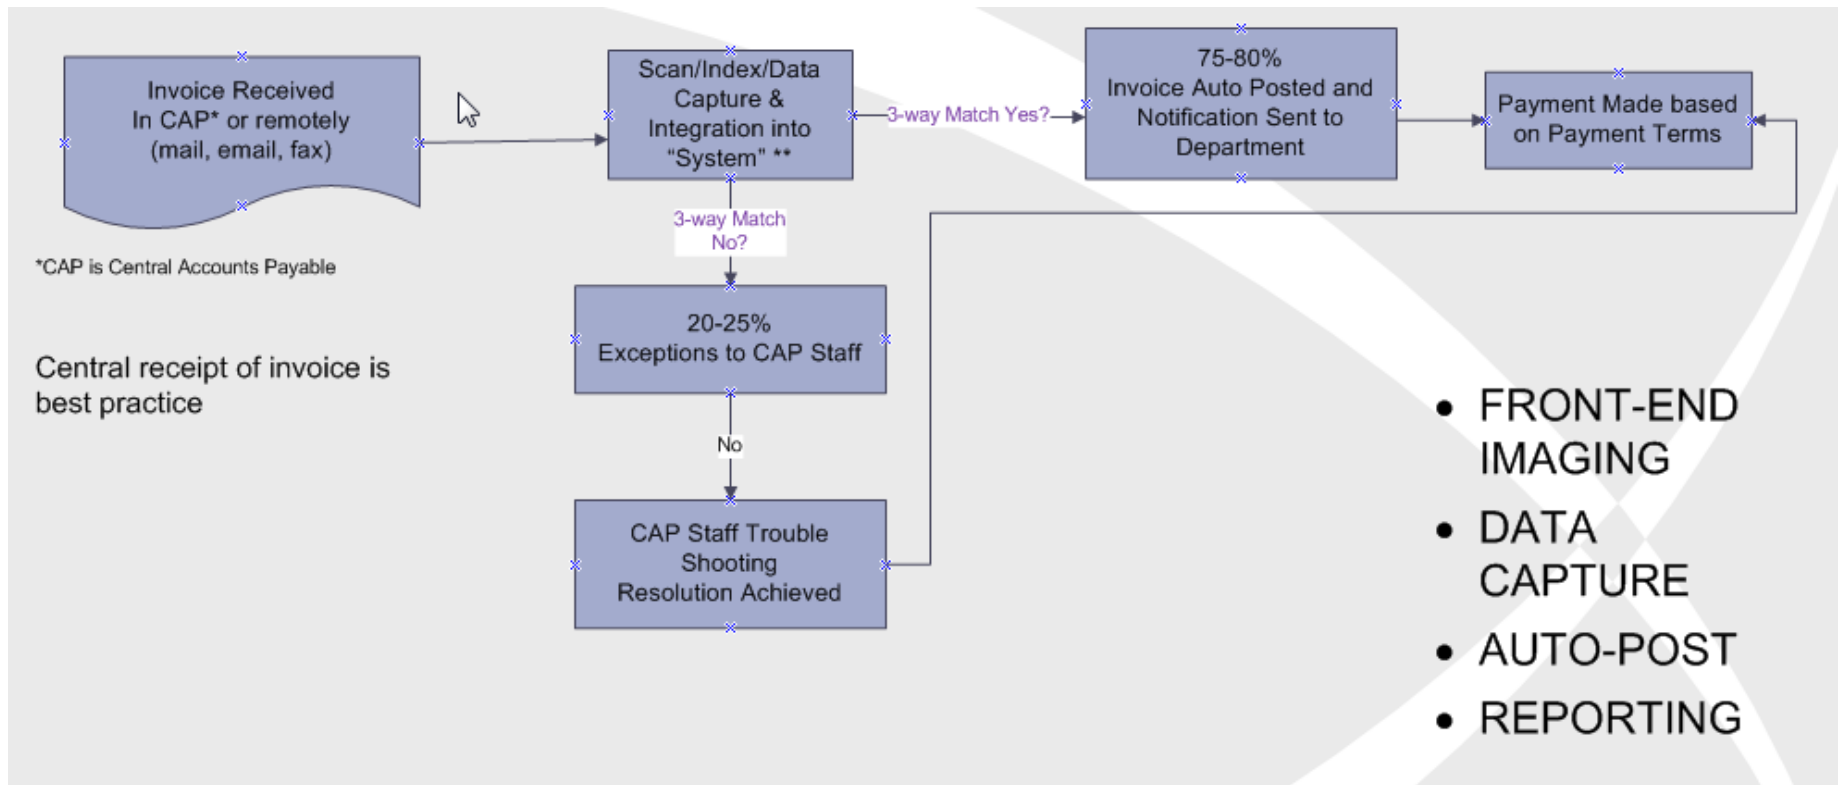 Invoice Received
In CAP* or remotely
(mail, email, fax)
Scan/Index/Data
Capture &
Integration into
“System” **
3-way Match Yes?
75-80%
Invoice Auto Posted and
Notification Sent to
Department
Payment Made based
on Payment Terms
3-way Match
No?
*CAP is Central Accounts Payable
20-25%
Exceptions to CAP Staff
Central receipt of invoice is
best practice
No
CAP Staff Trouble
Shooting
Resolution Achieved
• FRONT-END
IMAGING
• DATA
CAPTURE
• AUTO-POST
• REPORTING